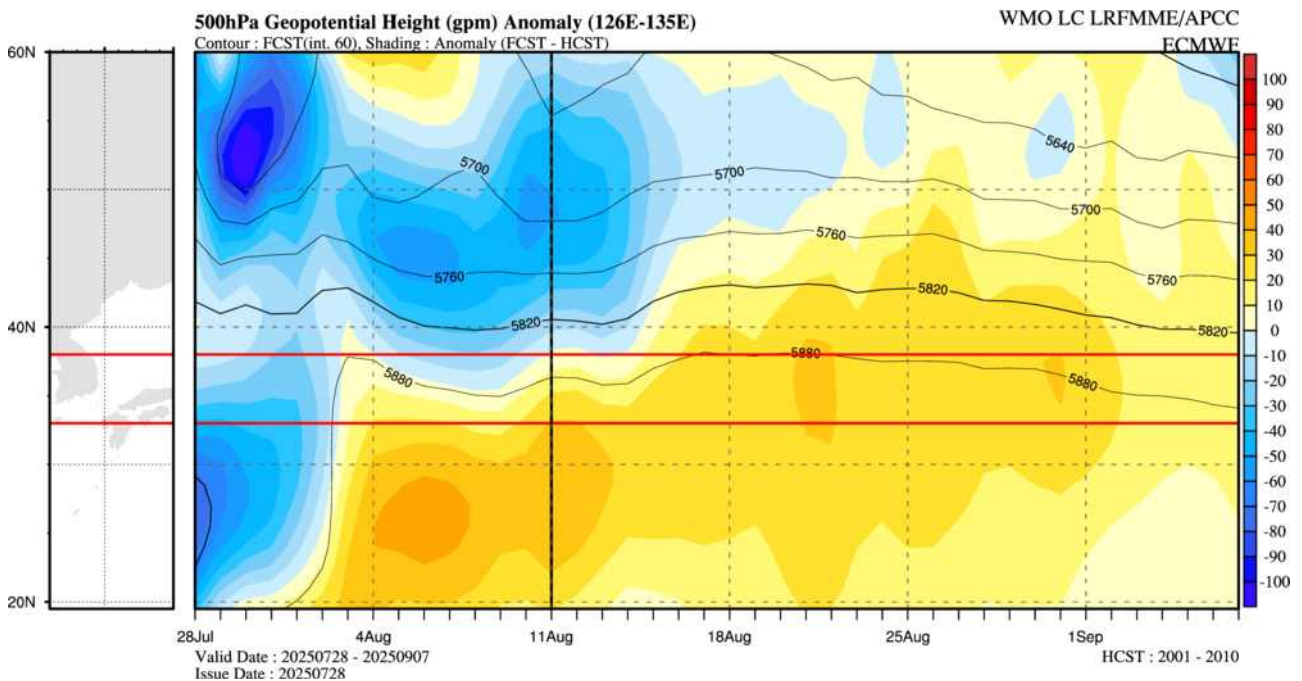 500hPa Geopotential Height (gpm) Anomaly (126E-135E)
WMO LC LRFMME/APCC
Contour : FCST(int. 60), Shading : Anomaly (FCST - HCST)
ECMWF
60N
40N
20N
5700
5760
5820
5880
5700
5760
5820
5880
5640
5700
5760
5820
5880
100
90
80
70
60
50
40
30
20
10
0
-10
-20
-30
-40
-50
-60
-70
-80
-90
-100
28Jul
4Aug
11Aug
18Aug
25Aug
1Sep
Valid Date : 20250728 - 20250907
HCST : 2001 - 2010
Issue Date : 20250728